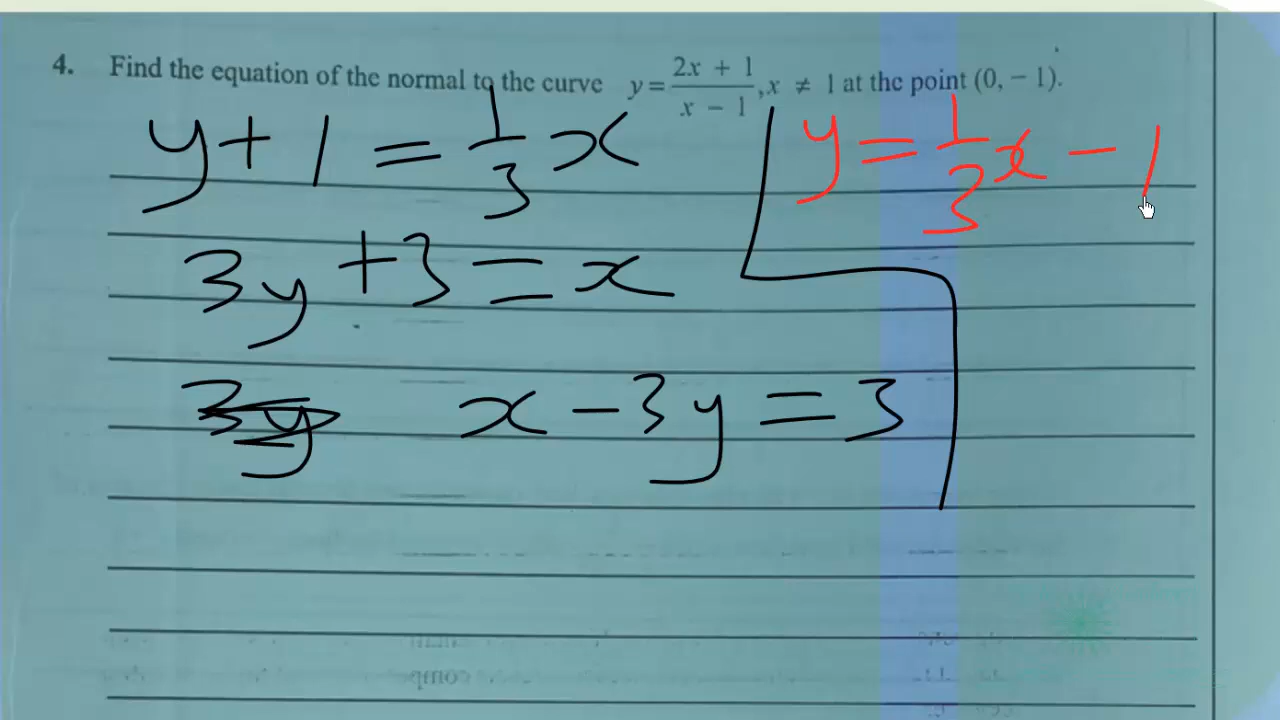 4. Find the equation of the normal to the curve y = (2x + 1)/(x − 1), x ≠ 1 at the point (0, − 1).
y + 1 = 1/3 x
y = 1/3 x − 1
3y + 3 = x
3y x − 3y = 3